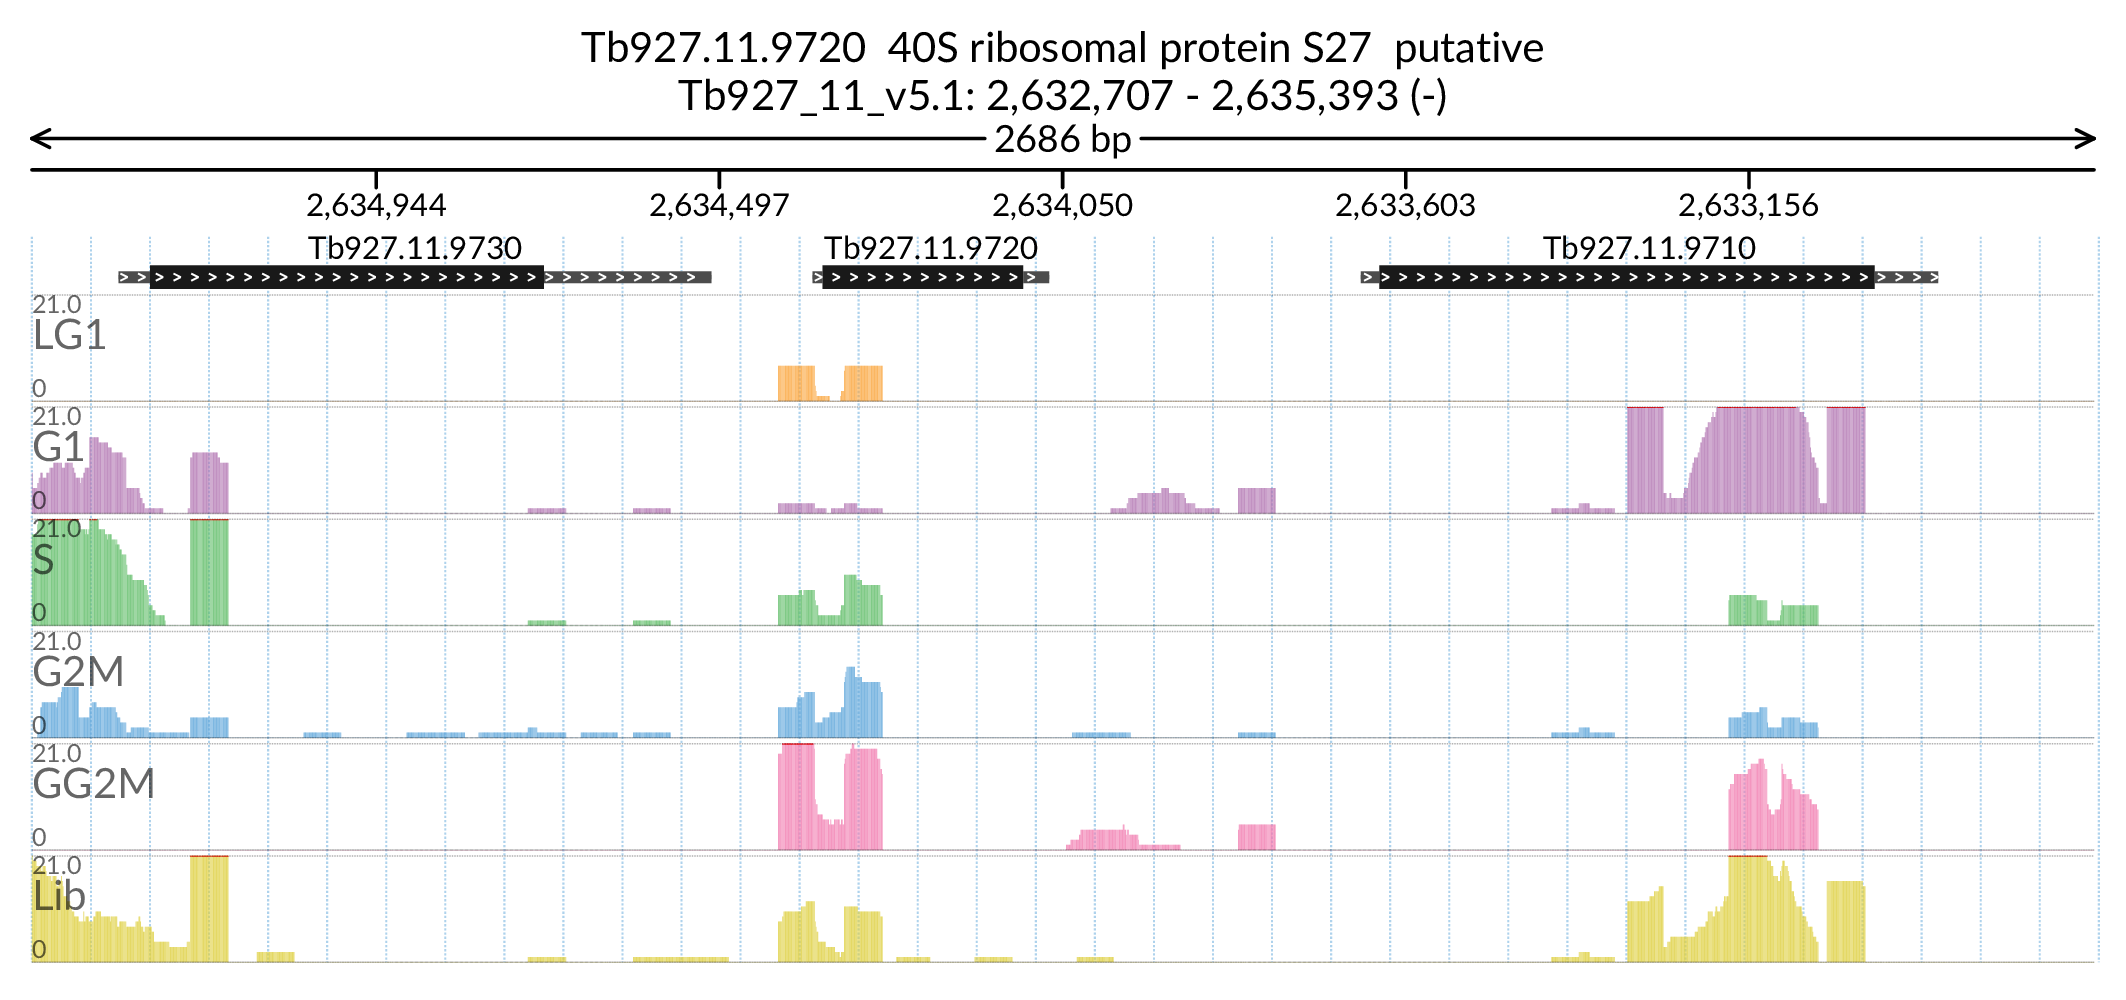 Tb927.11.9720 40S ribosomal protein S27 putative
Tb927_11_v5.1: 2,632,707 - 2,635,393 (-)
2686 bp
2,634,944 2,634,497 2,634,050 2,633,603 2,633,156
Tb927.11.9730 Tb927.11.9720 Tb927.11.9710
21.0
LG1
0
21.0
G1
0
21.0
S
0
21.0
G2M
0
21.0
GG2M
0
21.0
Lib
0